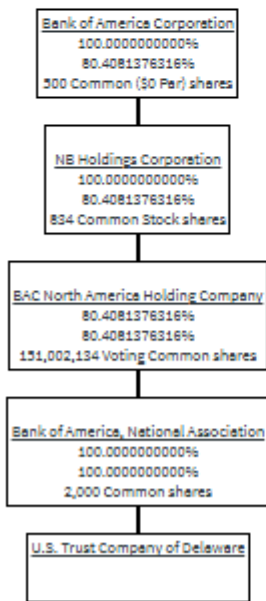 Bank of America Corporation
100.0000000000%
80.4081376316%
500 Common ($0 Par) shares
NB Holdings Corporation
100.0000000000%
80.4081376316%
834 Common Stock shares
BAC North America Holding Company
80.4081376316%
80.4081376316%
151,002,134 Voting Common shares
Bank of America, National Association
100.0000000000%
100.0000000000%
2,000 Common shares
U.S. Trust Company of Delaware